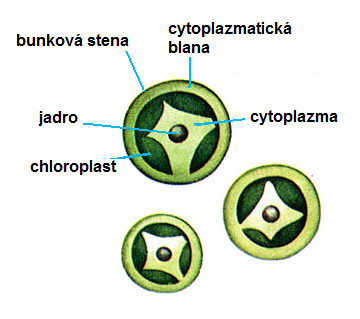 bunková stena
cytoplazmatická
blana
jadro
cytoplazma
chloroplast